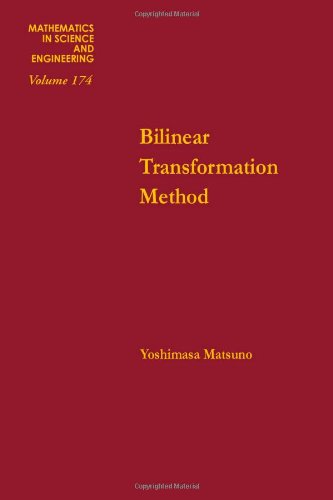 MATHEMATICS
IN SCIENCE
AND
ENGINEERING
Volume 174
Bilinear
Transformation
Method
Yoshimasa Matsuno